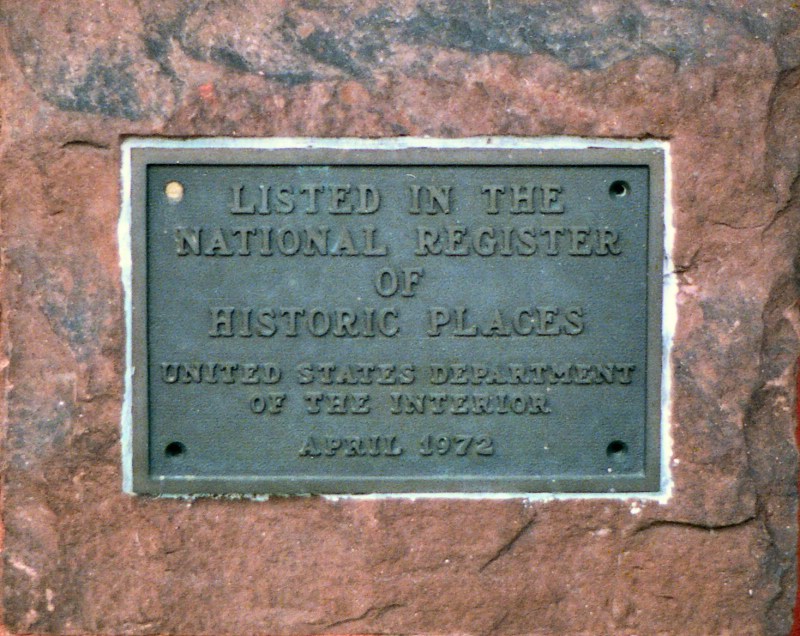 LISTED IN THE
NATIONAL REGISTER
OF
HISTORIC PLACES
UNITED STATES DEPARTMENT
OF THE INTERIOR
APRIL 1972